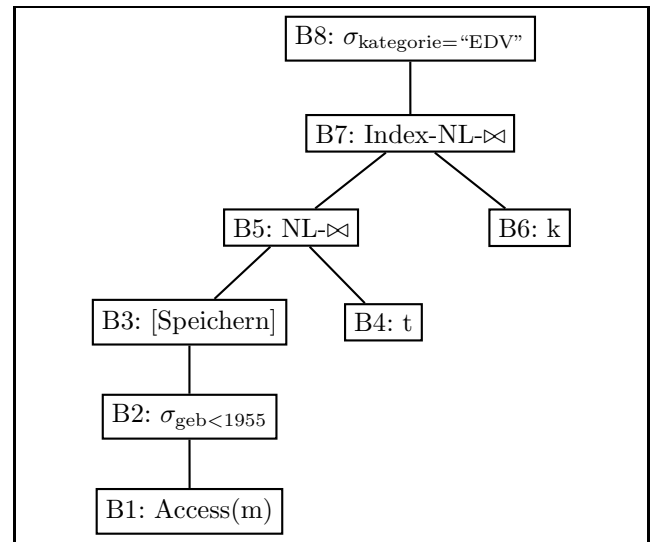 B8: σkategorie=“EDV”
B7: Index-NL-⋈
B5: NL-⋈
B6: k
B3: [Speichern]
B4: t
B2: σgeb<1955
B1: Access(m)